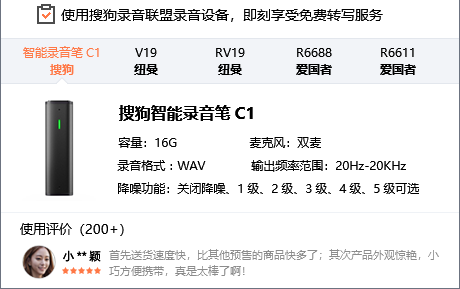 使用搜狗录音联盟录音设备，即刻享受免费转写服务
智能录音笔 C1 V19 RV19 R6688 R6611
搜狗 纽曼 纽曼 爱国者 爱国者
搜狗智能录音笔 C1
容量：16G 麦克风：双麦
录音格式：WAV 输出频率范围：20Hz-20KHz
降噪功能：关闭降噪、1 级、2 级、3 级、4 级、5 级可选
使用评价（200+）
小 ** 颖 首先送货速度快，比其他预售的商品快多了；其次产品外观惊艳，小
巧方便携带，真是太棒了啊!